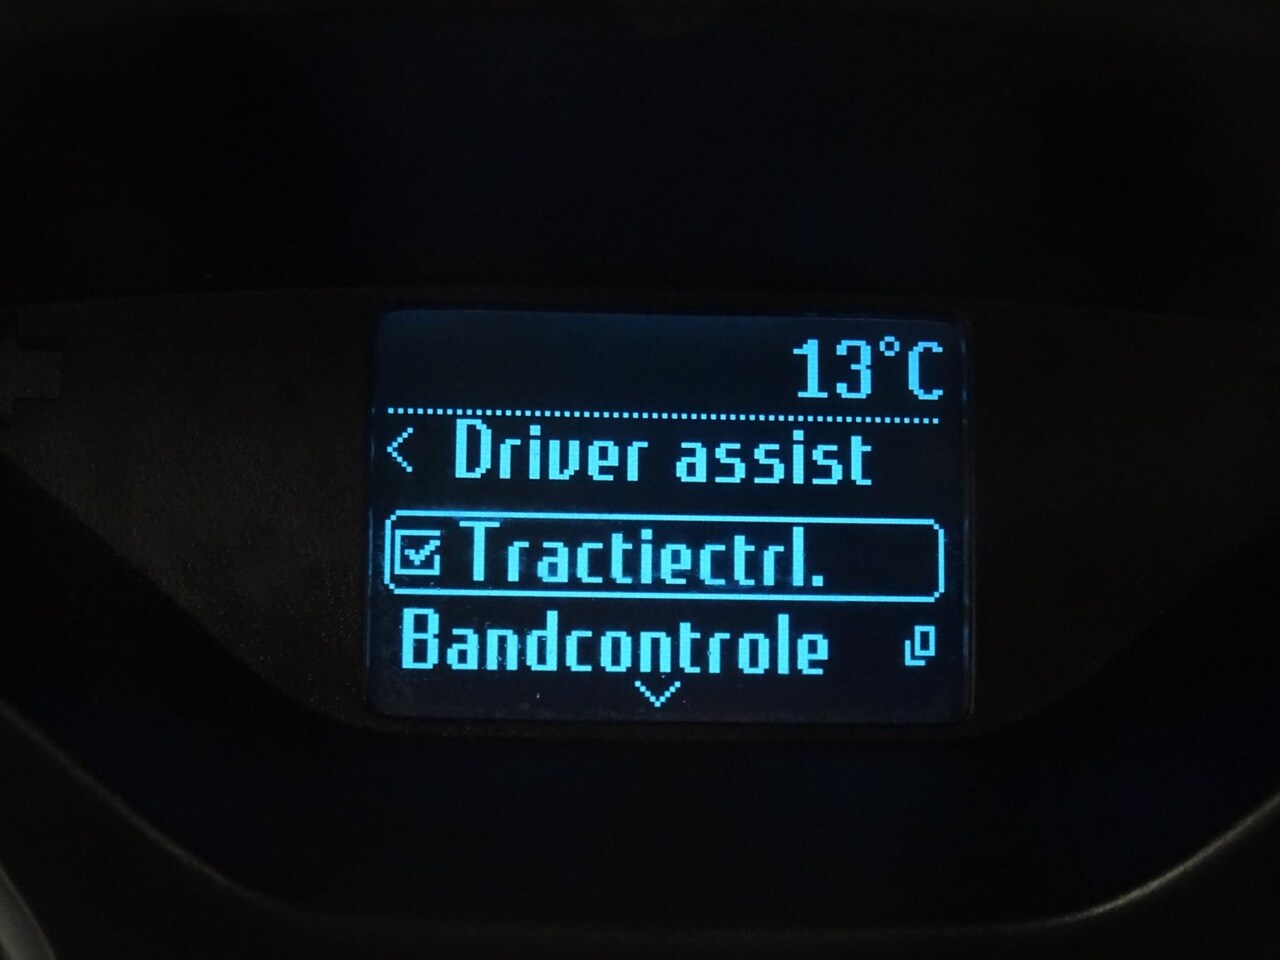 13°C
Driver assist
Tractiectrl.
Bandcontrole